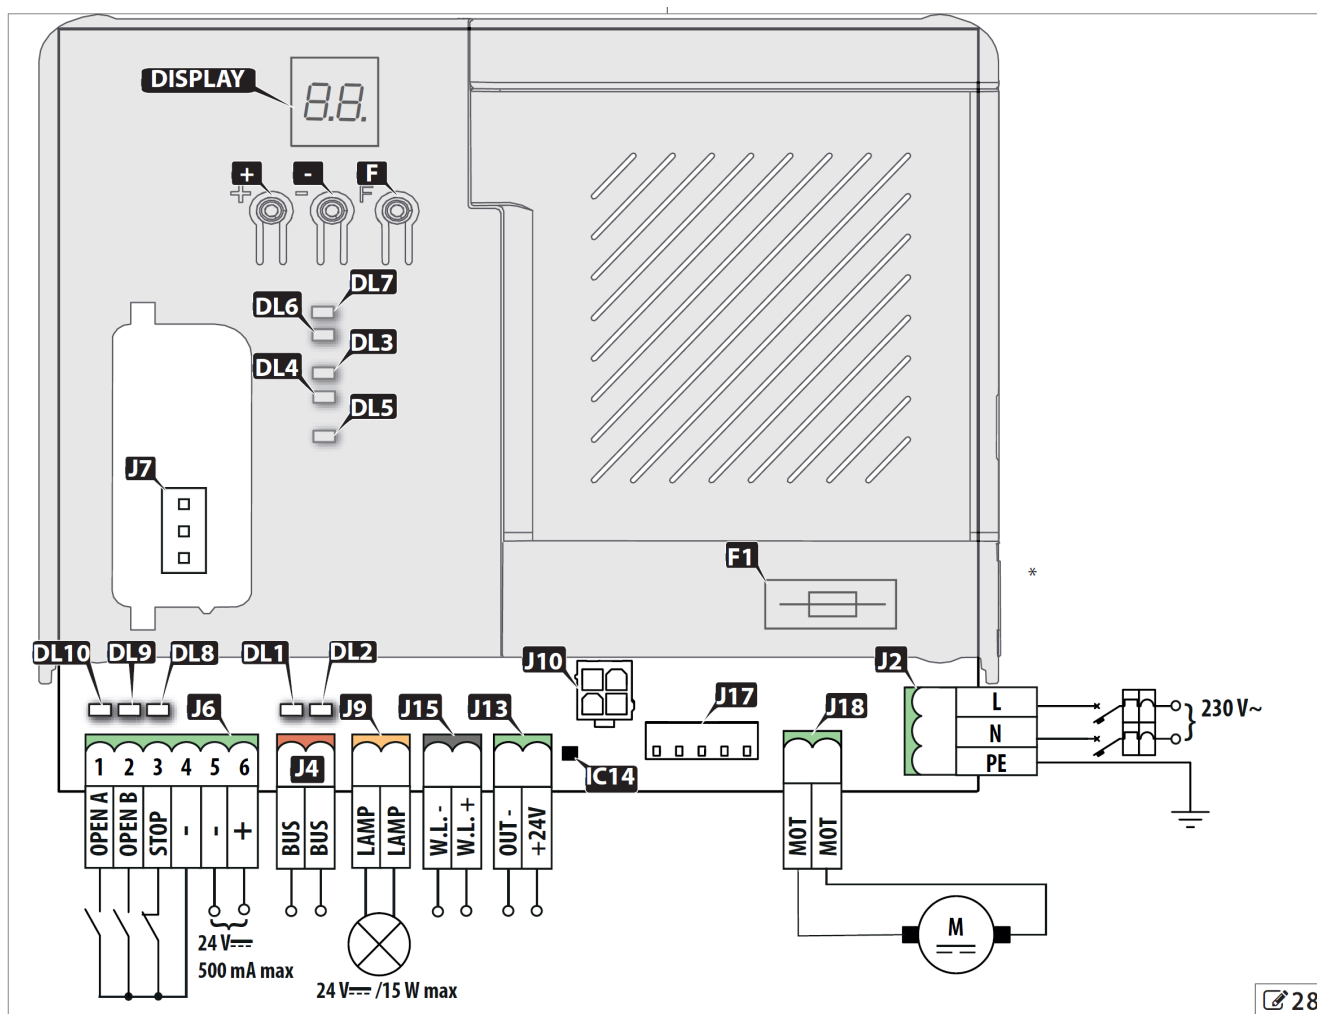 DISPLAY
8.8.
+ - F
+ - F
DL7
DL6
DL3
DL4
DL5
J7
F1
*
DL10 DL9 DL8 DL1 DL2
J10
J2
J6 J9 J15 J13
J17
J18
L
N
PE
230 V~
1 2 3 4 5 6
J4
IC14
OPEN A
OPEN B
STOP
-
-
+
BUS
BUS
LAMP
LAMP
W.L. -
W.L. +
OUT -
+24V
MOT
MOT
M
24 V⎓
500 mA max
24 V⎓ /15 W max
28